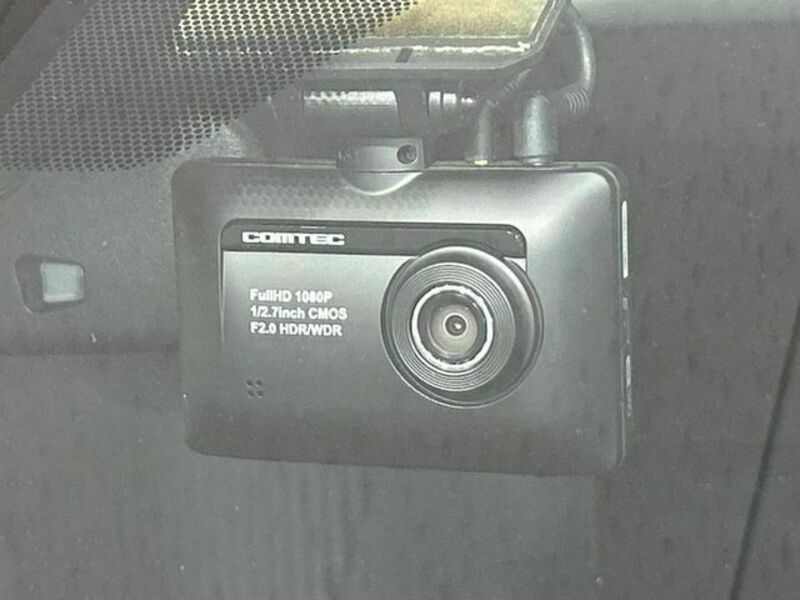 COMTEC
FullHD 1080P
1/2.7inch CMOS
F2.0 HDR/WDR